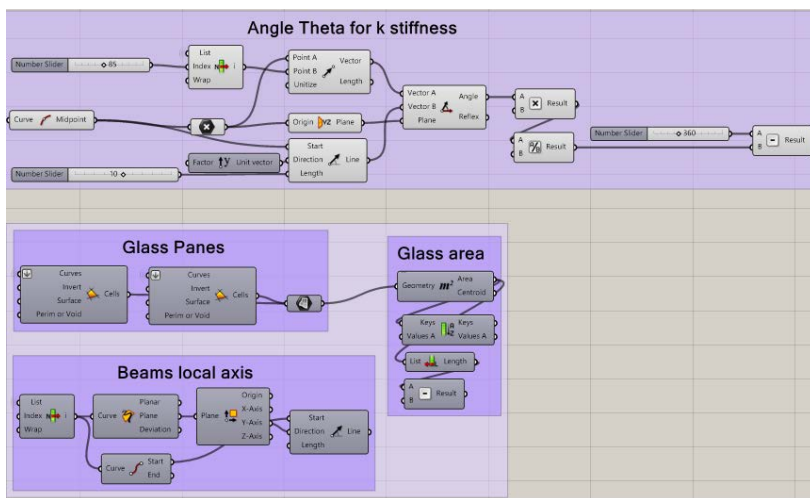 Angle Theta for k stiffness
List
Index i
Wrap
Number Slider 85
Point A Vector
Point B
Unitize Length
Vector A Angle
Vector B
Plane Reflex
A Result
B
Curve Midpoint
Origin YZ Plane
Start
Direction Line
Length
Factor y Unit vector
Number Slider 10
A Result
B
Number Slider 360
A Result
B
Glass Panes
Curves
Invert Cells
Surface
Perim or Void
Curves
Invert Cells
Surface
Perim or Void
Glass area
Geometry m² Area
Centroid
Keys Keys
Values A Values A
List Length
A Result
B
Beams local axis
List
Index i
Wrap
Planar
Curve Plane
Deviation
Origin
Plane X-Axis
Y-Axis
Z-Axis
Start
Direction Line
Length
Curve Start
End